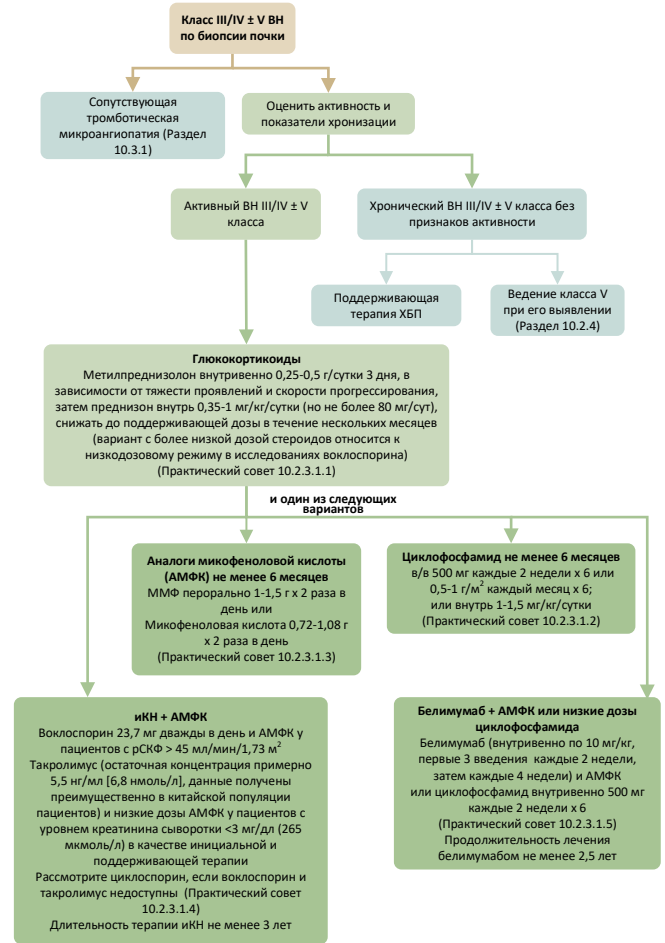 Класс III/IV ± V ВН
по биопсии почки
Сопутствующая
тромботическая
микроангиопатия (Раздел
10.3.1)
Оценить активность и
показатели хронизации
Активный ВН III/IV ± V
класса
Хронический ВН III/IV ± V класса без
признаков активности
Поддерживающая
терапия ХБП
Ведение класса V
при его выявлении
(Раздел 10.2.4)
Глюкокортикоиды
Метилпреднизолон внутривенно 0,25-0,5 г/сутки 3 дня, в
зависимости от тяжести проявлений и скорости прогрессирования,
затем преднизон внутрь 0,35-1 мг/кг/сутки (но не более 80 мг/сут),
снижать до поддерживающей дозы в течение нескольких месяцев
(вариант с более низкой дозой стероидов относится к
низкодозовому режиму в исследованиях воклоспорина)
(Практический совет 10.2.3.1.1)
и один из следующих
вариантов
Аналоги микофеноловой кислоты
(АМФК) не менее 6 месяцев
ММФ перорально 1-1,5 г x 2 раза в
день или
Микофеноловая кислота 0,72-1,08 г
x 2 раза в день
(Практический совет 10.2.3.1.3)
Циклофосфамид не менее 6 месяцев
в/в 500 мг каждые 2 недели x 6 или
0,5-1 г/м² каждый месяц x 6;
или внутрь 1-1,5 мг/кг/сутки
(Практический совет 10.2.3.1.2)
иКН + АМФК
Воклоспорин 23,7 мг дважды в день и АМФК у
пациентов с рСКФ > 45 мл/мин/1,73 м²
Такролимус (остаточная концентрация примерно
5,5 нг/мл [6,8 нмоль/л], данные получены
преимущественно в китайской популяции
пациентов) и низкие дозы АМФК у пациентов с
уровнем креатинина сыворотки <3 мг/дл (265
мкмоль/л) в качестве инициальной и
поддерживающей терапии
Рассмотрите циклоспорин, если воклоспорин и
такролимус недоступны (Практический совет
10.2.3.1.4)
Длительность терапии иКН не менее 3 лет
Белимумаб + АМФК или низкие дозы
циклофосфамида
Белимумаб (внутривенно по 10 мг/кг,
первые 3 введения каждые 2 недели,
затем каждые 4 недели) и АМФК
или циклофосфамид внутривенно 500 мг
каждые 2 недели x 6
(Практический совет 10.2.3.1.5)
Продолжительность лечения
белимумабом не менее 2,5 лет